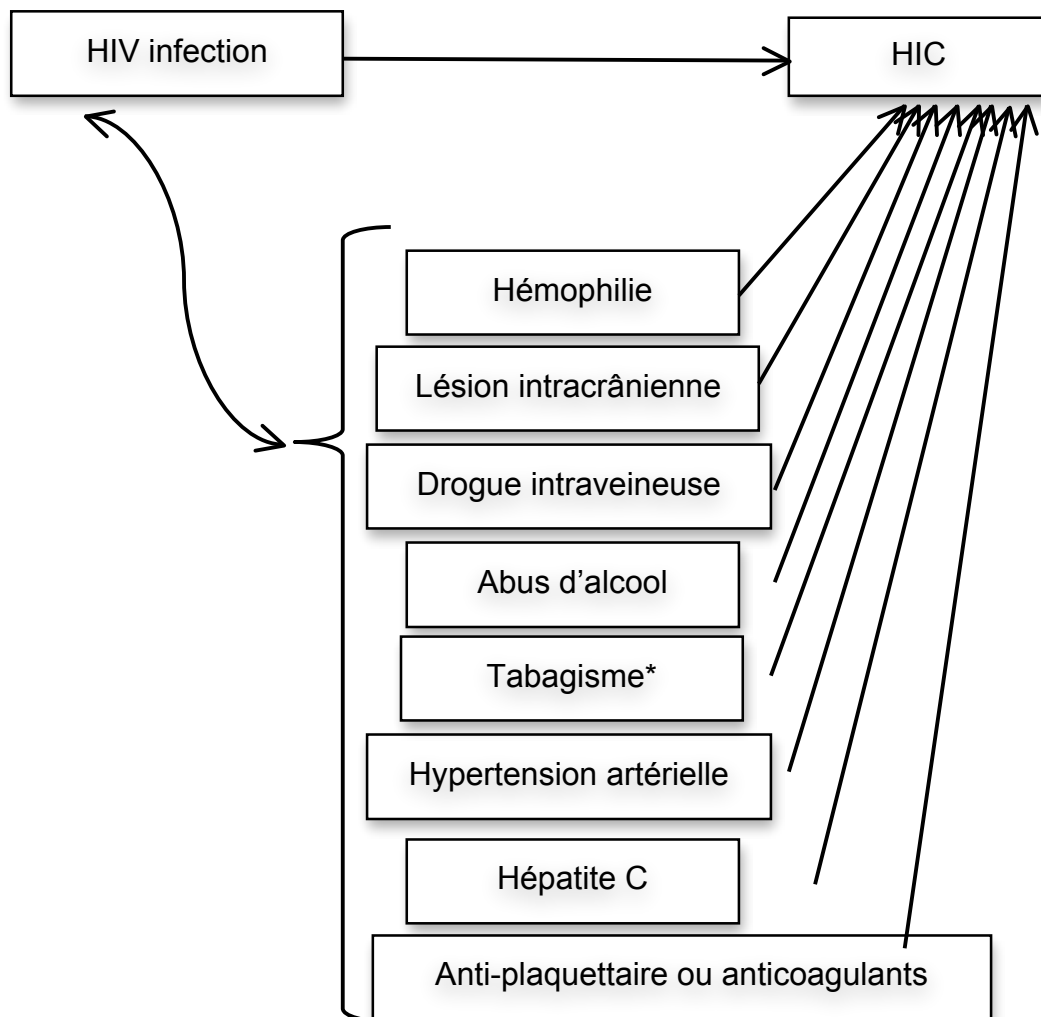 HIV infection
HIC
Hémophilie
Lésion intracrânienne
Drogue intraveineuse
Abus d’alcool
Tabagisme*
Hypertension artérielle
Hépatite C
Anti-plaquettaire ou anticoagulants